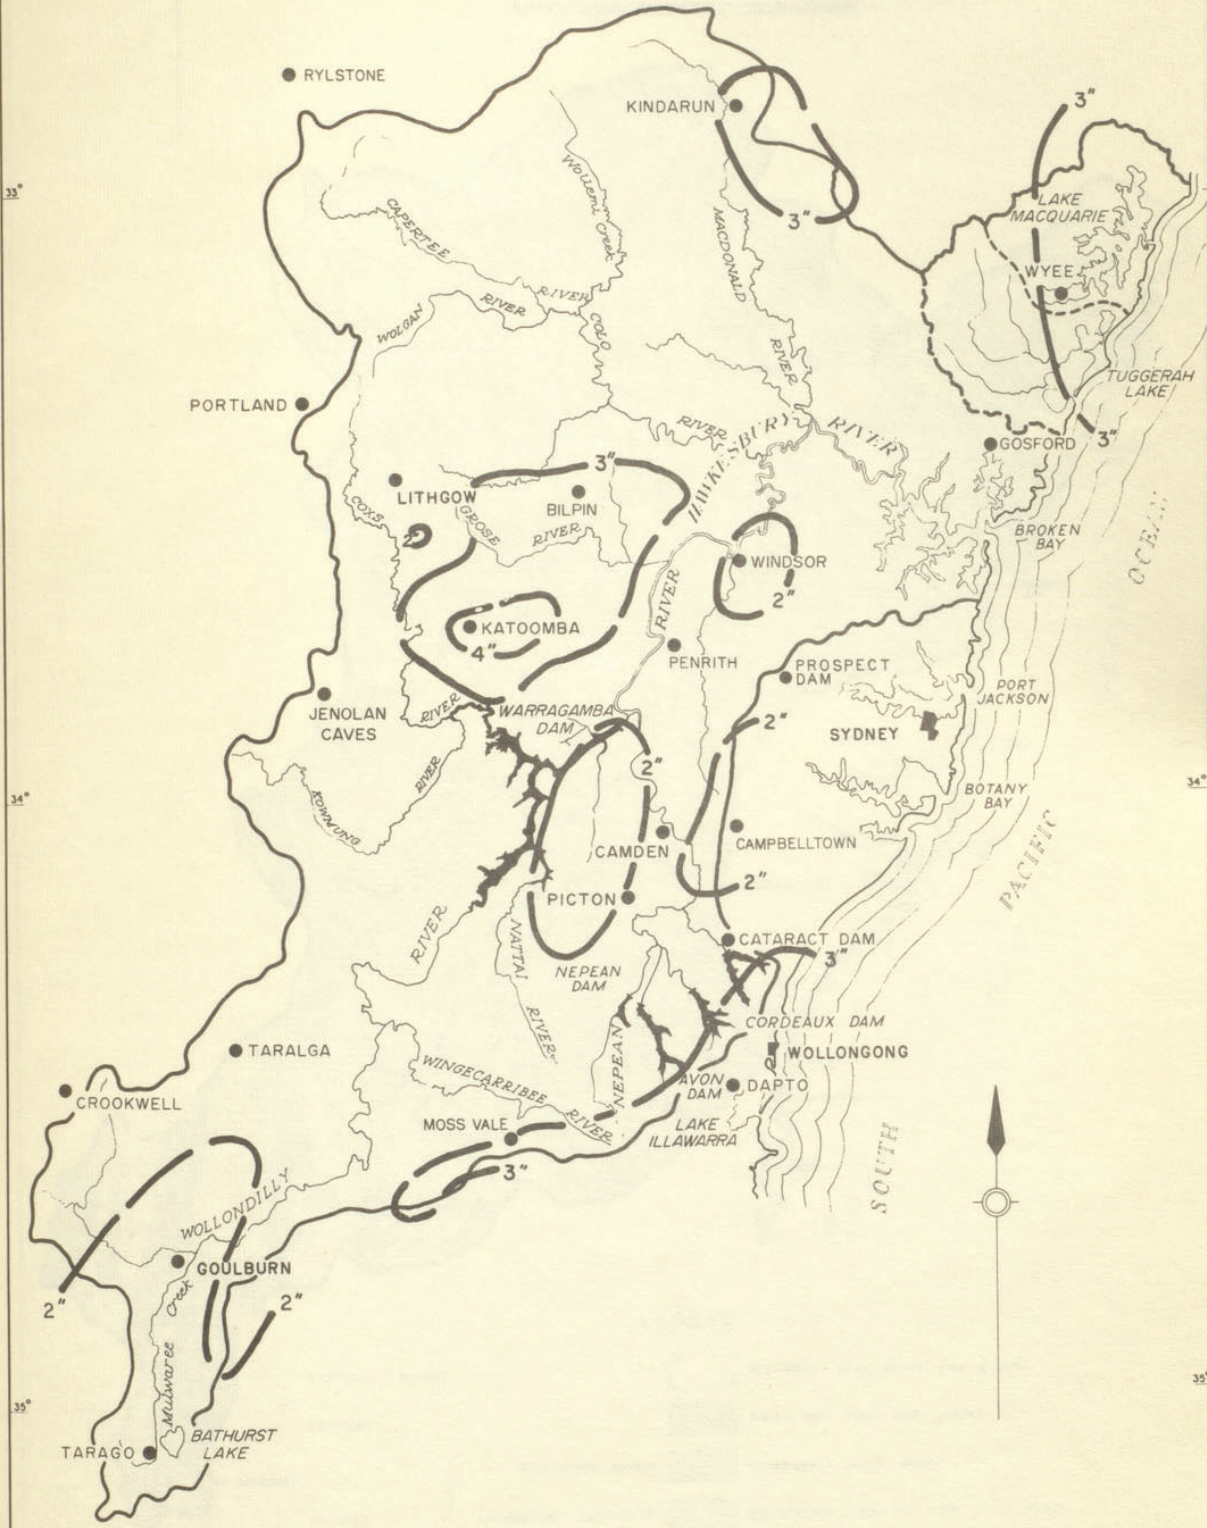 RYLSTONE
KINDARUN
3"
33°
3"
LAKE
MACQUARIE
Wollemi Creek
CAPERTEE
RIVER
MACDONALD
RIVER
WYEE
WOLGAN
RIVER
COLO
RIVER
TUGGERAH
LAKE
PORTLAND
HAWKESBURY
RIVER
3"
GOSFORD
LITHGOW
3"
BILPIN
COXS
RIVER
GROSE
RIVER
BROKEN
BAY
2"
WINDSOR
2"
KATOOMBA
4"
RIVER
PENRITH
PROSPECT
DAM
PORT
JACKSON
JENOLAN
CAVES
WARRAGAMBA
DAM
2"
SYDNEY
RIVER
KOWMUNG
2"
34°
34°
BOTANY
BAY
CAMDEN
CAMPBELLTOWN
PICTON
2"
RIVER
NATTAI
RIVER
CATARACT DAM
3"
NEPEAN
DAM
CORDEAUX DAM
WOLLONGONG
TARALGA
WINGECARRIBEE
RIVER
NEPEAN
AVON
DAM
DAPTO
CROOKWELL
MOSS VALE
LAKE
ILLAWARRA
3"
WOLLONDILLY
GOULBURN
2"
2"
Mulwaree Creek
35°
35°
BATHURST
LAKE
TARAGO
SOUTH
PACIFIC
OCEAN